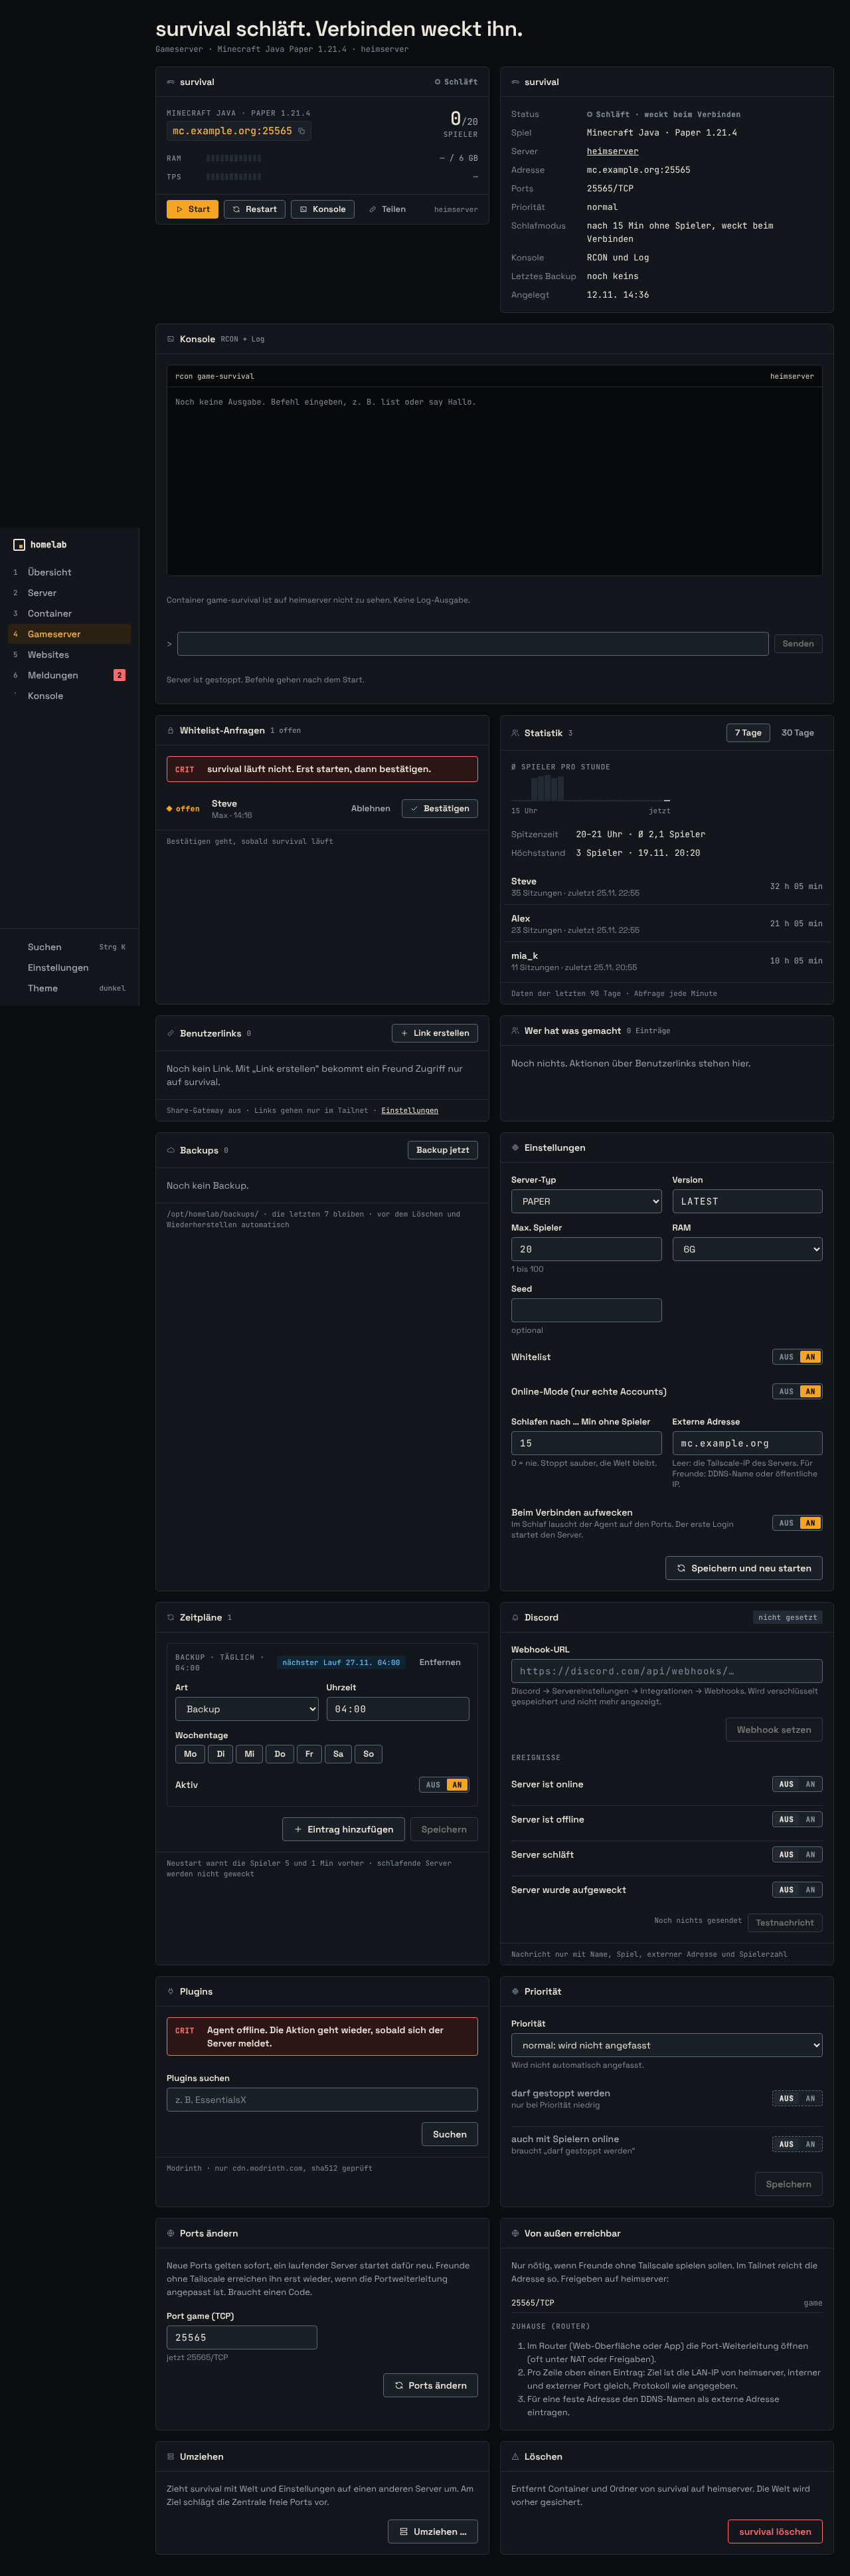 survival schläft. Verbinden weckt ihn.
Gameserver · Minecraft Java Paper 1.21.4 · heimserver
survival
Schläft
MINECRAFT JAVA · PAPER 1.21.4
mc.example.org:25565
0/20
SPIELER
RAM
— / 6 GB
TPS
—
Start
Restart
Konsole
Teilen
heimserver
survival
Status Schläft · weckt beim Verbinden
Spiel Minecraft Java · Paper 1.21.4
Server heimserver
Adresse mc.example.org:25565
Ports 25565/TCP
Priorität normal
Schlafmodus nach 15 Min ohne Spieler, weckt beim
Verbinden
Konsole RCON und Log
Letztes Backup noch keins
Angelegt 12.11. 14:36
Konsole RCON + Log
rcon game-survival
heimserver
Noch keine Ausgabe. Befehl eingeben, z. B. list oder say Hallo.
Container game-survival ist auf heimserver nicht zu sehen. Keine Log-Ausgabe.
>
Senden
Server ist gestoppt. Befehle gehen nach dem Start.
homelab
1 Übersicht
2 Server
3 Container
4 Gameserver
5 Websites
6 Meldungen 2
` Konsole
Suchen Strg K
Einstellungen
Theme dunkel
Whitelist-Anfragen 1 offen
CRIT survival läuft nicht. Erst starten, dann bestätigen.
offen
Steve
Max · 14:16
Ablehnen
Bestätigen
Bestätigen geht, sobald survival läuft
Statistik 3
7 Tage
30 Tage
Ø SPIELER PRO STUNDE
15 Uhr
jetzt
Spitzenzeit 20–21 Uhr · Ø 2,1 Spieler
Höchststand 3 Spieler · 19.11. 20:20
Steve
35 Sitzungen · zuletzt 25.11. 22:55
32 h 05 min
Alex
23 Sitzungen · zuletzt 25.11. 22:55
21 h 05 min
mia_k
11 Sitzungen · zuletzt 25.11. 20:55
10 h 05 min
Daten der letzten 90 Tage · Abfrage jede Minute
Benutzerlinks 0
Link erstellen
Noch kein Link. Mit „Link erstellen" bekommt ein Freund Zugriff nur
auf survival.
Share-Gateway aus · Links gehen nur im Tailnet · Einstellungen
Wer hat was gemacht 0 Einträge
Noch nichts. Aktionen über Benutzerlinks stehen hier.
Backups 0
Backup jetzt
Noch kein Backup.
/opt/homelab/backups/ · die letzten 7 bleiben · vor dem Löschen und
Wiederherstellen automatisch
Einstellungen
Server-Typ
PAPER
Version
LATEST
Max. Spieler
20
1 bis 100
RAM
6G
Seed
optional
Whitelist
AUS AN
Online-Mode (nur echte Accounts)
AUS AN
Schlafen nach … Min ohne Spieler
15
0 = nie. Stoppt sauber, die Welt bleibt.
Externe Adresse
mc.example.org
Leer: die Tailscale-IP des Servers. Für
Freunde: DDNS-Name oder öffentliche
IP.
Beim Verbinden aufwecken
Im Schlaf lauscht der Agent auf den Ports. Der erste Login
startet den Server.
AUS AN
Speichern und neu starten
Zeitpläne 1
BACKUP · TÄGLICH ·
04:00
nächster Lauf 27.11. 04:00
Entfernen
Art
Backup
Uhrzeit
04:00
Wochentage
Mo Di Mi Do Fr Sa So
Aktiv
AUS AN
Eintrag hinzufügen
Speichern
Neustart warnt die Spieler 5 und 1 Min vorher · schlafende Server
werden nicht geweckt
Discord
nicht gesetzt
Webhook-URL
https://discord.com/api/webhooks/…
Discord → Servereinstellungen → Integrationen → Webhooks. Wird verschlüsselt
gespeichert und nicht mehr angezeigt.
Webhook setzen
EREIGNISSE
Server ist online
AUS AN
Server ist offline
AUS AN
Server schläft
AUS AN
Server wurde aufgeweckt
AUS AN
Noch nichts gesendet
Testnachricht
Nachricht nur mit Name, Spiel, externer Adresse und Spielerzahl
Plugins
CRIT Agent offline. Die Aktion geht wieder, sobald sich der
Server meldet.
Plugins suchen
z. B. EssentialsX
Suchen
Modrinth · nur cdn.modrinth.com, sha512 geprüft
Priorität
Priorität
normal: wird nicht angefasst
Wird nicht automatisch angefasst.
darf gestoppt werden
nur bei Priorität niedrig
AUS AN
auch mit Spielern online
braucht „darf gestoppt werden"
AUS AN
Speichern
Ports ändern
Neue Ports gelten sofort, ein laufender Server startet dafür neu. Freunde
ohne Tailscale erreichen ihn erst wieder, wenn die Portweiterleitung
angepasst ist. Braucht einen Code.
Port game (TCP)
25565
jetzt 25565/TCP
Ports ändern
Von außen erreichbar
Nur nötig, wenn Freunde ohne Tailscale spielen sollen. Im Tailnet reicht die
Adresse so. Freigeben auf heimserver:
25565/TCP
game
ZUHAUSE (ROUTER)
1. Im Router (Web-Oberfläche oder App) die Port-Weiterleitung öffnen
(oft unter NAT oder Freigaben).
2. Pro Zeile oben einen Eintrag: Ziel ist die LAN-IP von heimserver, interner
und externer Port gleich, Protokoll wie angegeben.
3. Für eine feste Adresse den DDNS-Namen als externe Adresse
eintragen.
Umziehen
Zieht survival mit Welt und Einstellungen auf einen anderen Server um. Am
Ziel schlägt die Zentrale freie Ports vor.
Umziehen …
Löschen
Entfernt Container und Ordner von survival auf heimserver. Die Welt wird
vorher gesichert.
survival löschen